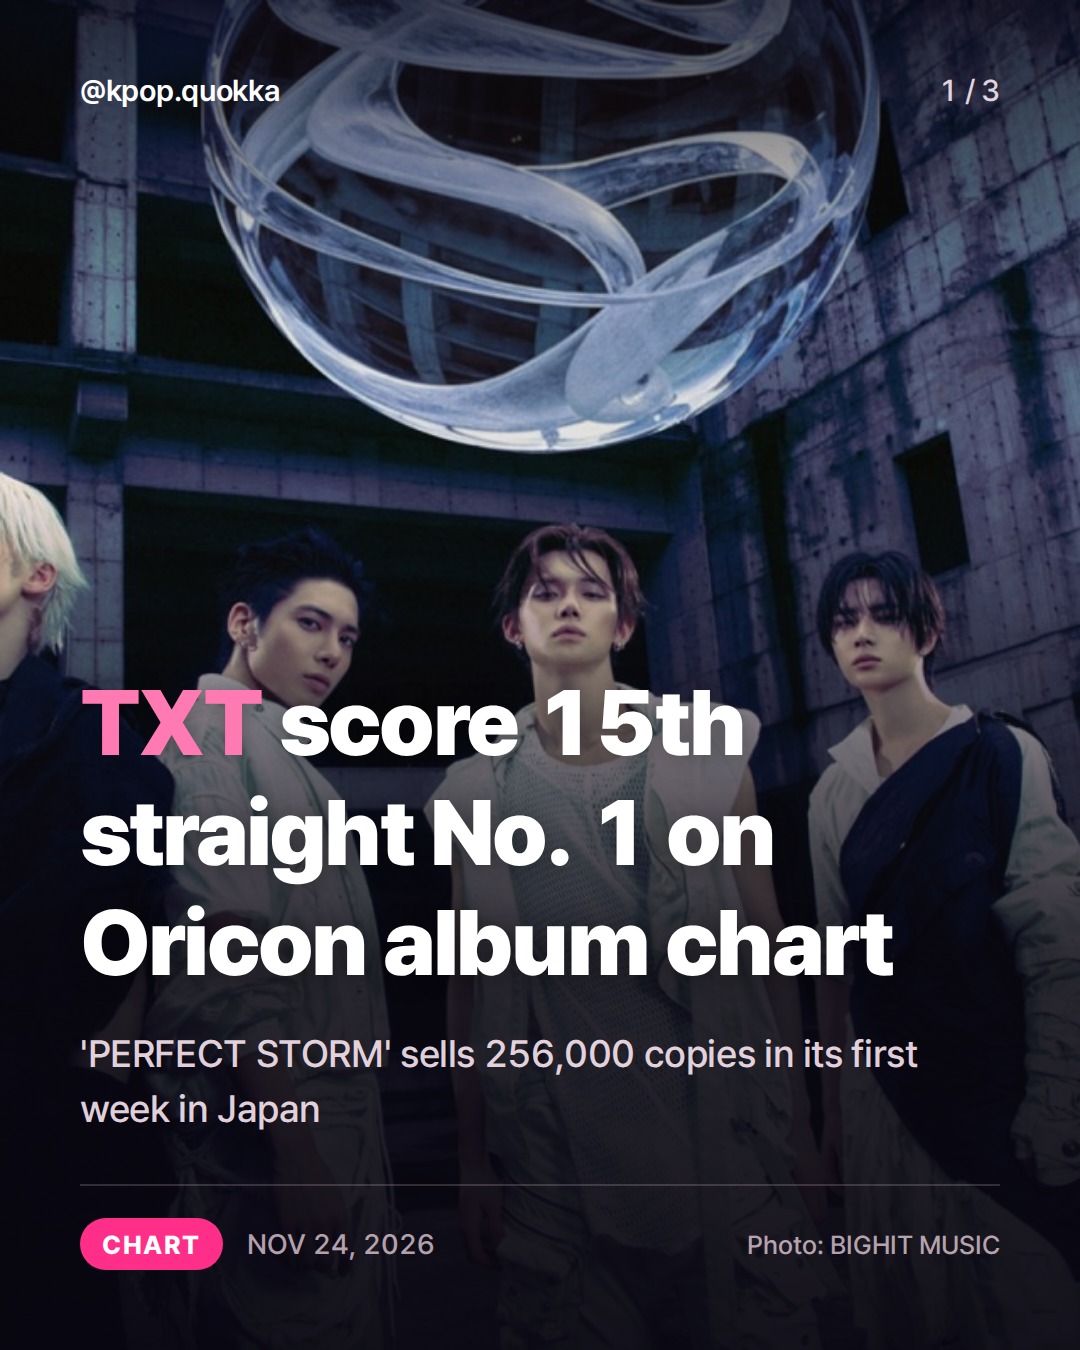 @kpop.quokka
1 / 3
TXT score 15th
straight No. 1 on
Oricon album chart
'PERFECT STORM' sells 256,000 copies in its first
week in Japan
CHART
NOV 24, 2026
Photo: BIGHIT MUSIC